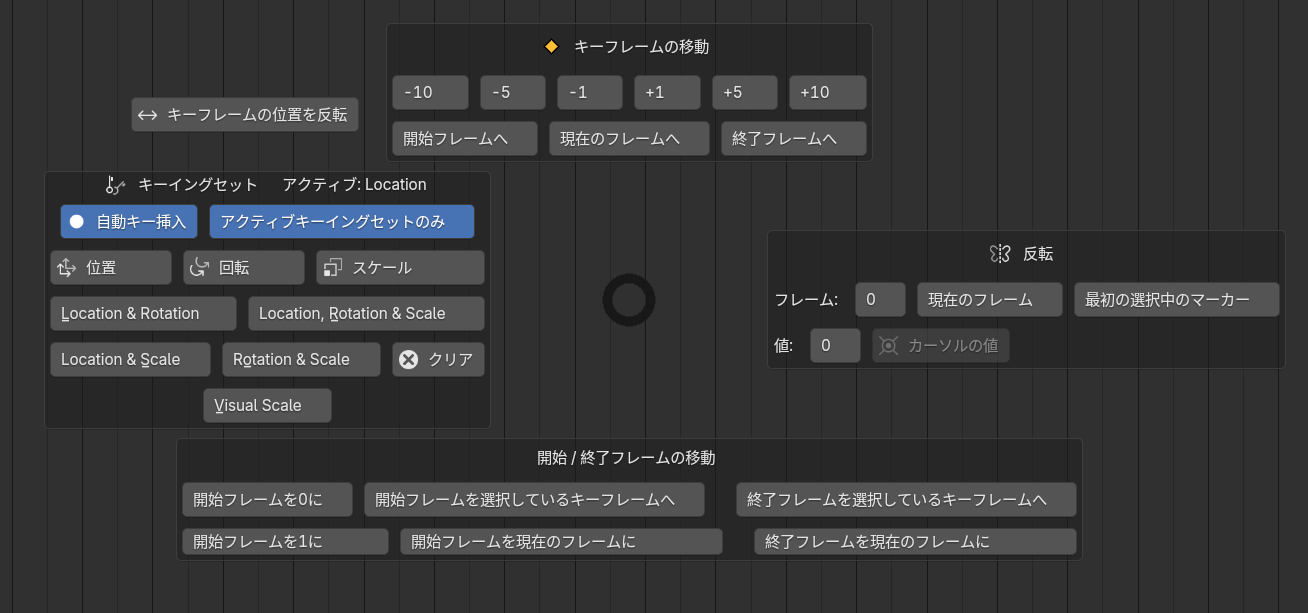 キーフレームの移動
-10 -5 -1 +1 +5 +10
開始フレームへ 現在のフレームへ 終了フレームへ
キーフレームの位置を反転
キーイングセット アクティブ: Location
自動キー挿入 アクティブキーイングセットのみ
位置 回転 スケール
Location & Rotation Location, Rotation & Scale
Location & Scale Rotation & Scale クリア
Visual Scale
反転
フレーム: 0 現在のフレーム 最初の選択中のマーカー
値: 0 カーソルの値
開始 / 終了フレームの移動
開始フレームを0に 開始フレームを選択しているキーフレームへ 終了フレームを選択しているキーフレームへ
開始フレームを1に 開始フレームを現在のフレームに 終了フレームを現在のフレームに